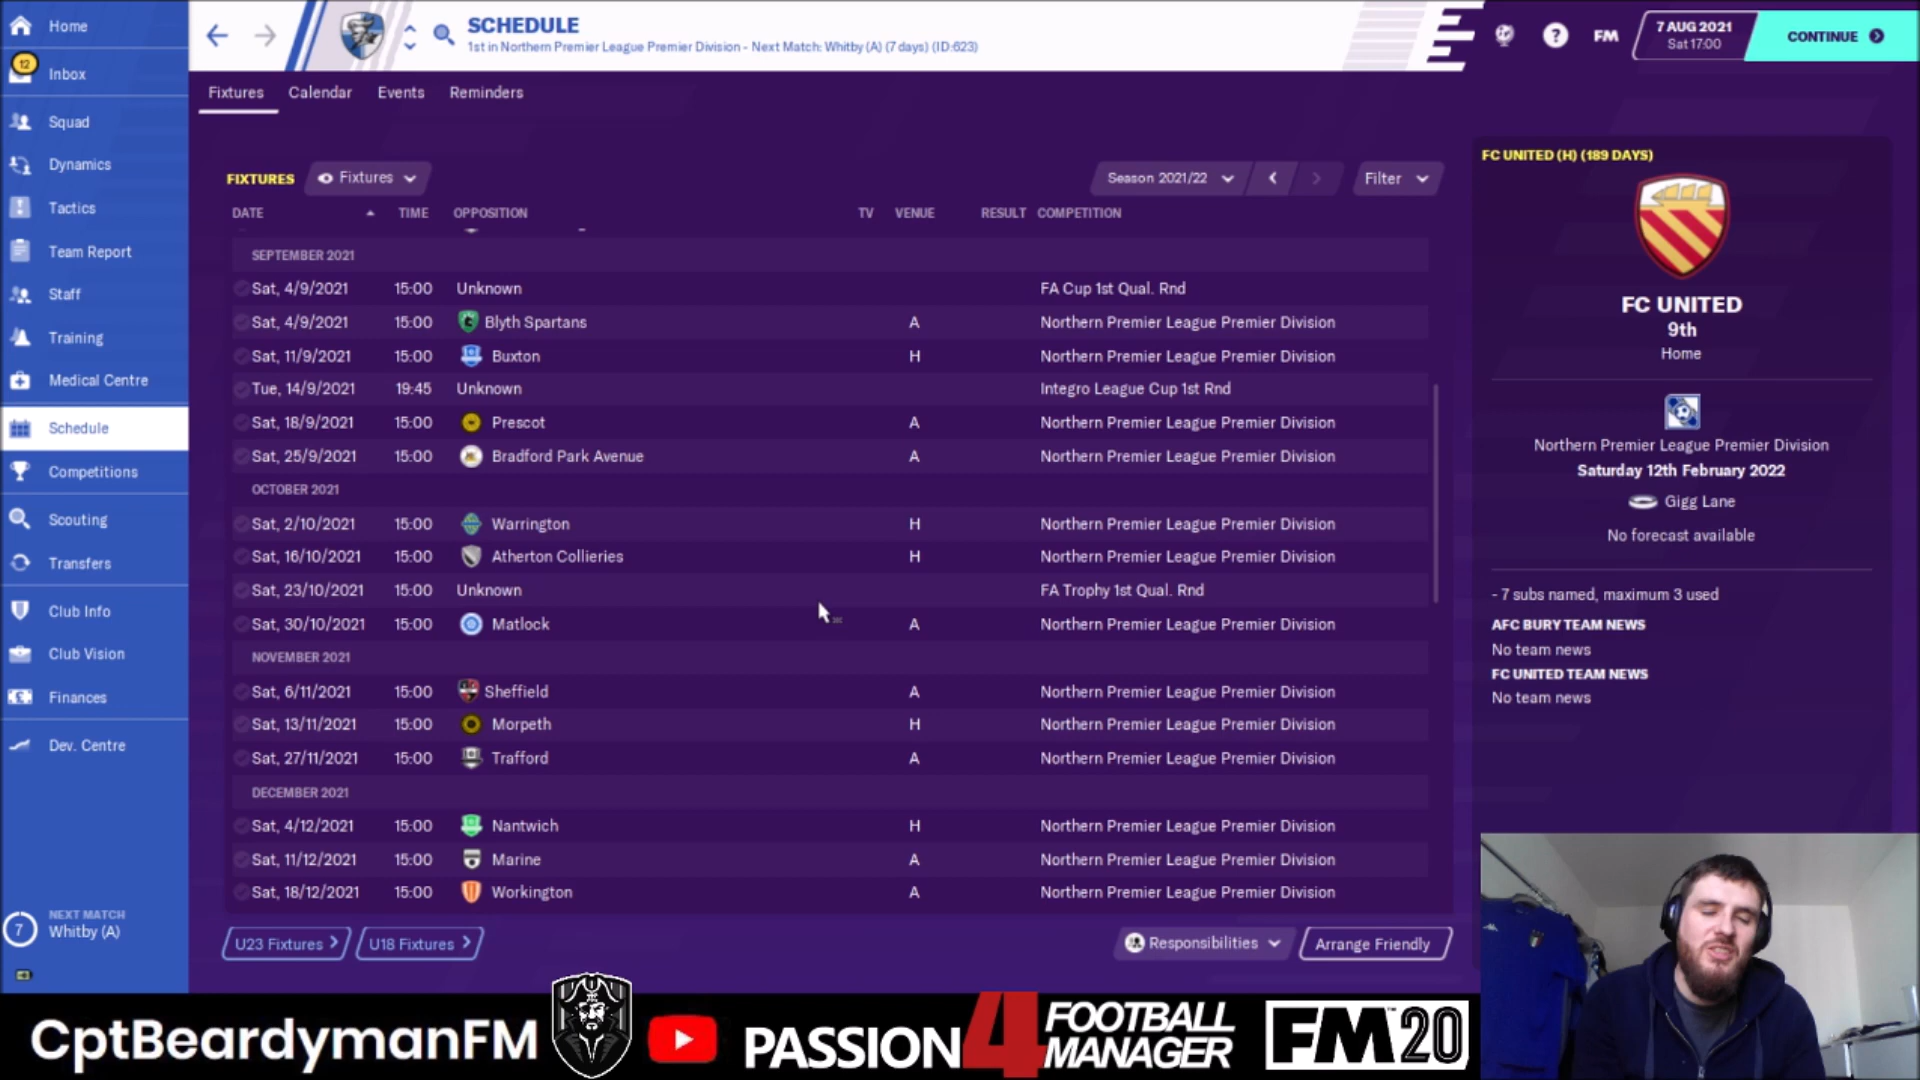 Home
12
Inbox
Squad
Dynamics
Tactics
Team Report
Staff
Training
Medical Centre
Schedule
Competitions
Scouting
Transfers
Club Info
Club Vision
Finances
Dev. Centre
7
NEXT MATCH
Whitby (A)
SCHEDULE
1st in Northern Premier League Premier Division - Next Match: Whitby (A) (7 days) (ID:623)
?
FM
7 AUG 2021
Sat 17:00
CONTINUE
Fixtures Calendar Events Reminders
FIXTURES Fixtures Season 2021/22 Filter
DATE TIME OPPOSITION TV VENUE RESULT COMPETITION
SEPTEMBER 2021
Sat, 4/9/2021 15:00 Unknown FA Cup 1st Qual. Rnd
Sat, 4/9/2021 15:00 Blyth Spartans A Northern Premier League Premier Division
Sat, 11/9/2021 15:00 Buxton H Northern Premier League Premier Division
Tue, 14/9/2021 19:45 Unknown Integro League Cup 1st Rnd
Sat, 18/9/2021 15:00 Prescot A Northern Premier League Premier Division
Sat, 25/9/2021 15:00 Bradford Park Avenue A Northern Premier League Premier Division
OCTOBER 2021
Sat, 2/10/2021 15:00 Warrington H Northern Premier League Premier Division
Sat, 16/10/2021 15:00 Atherton Collieries H Northern Premier League Premier Division
Sat, 23/10/2021 15:00 Unknown FA Trophy 1st Qual. Rnd
Sat, 30/10/2021 15:00 Matlock A Northern Premier League Premier Division
NOVEMBER 2021
Sat, 6/11/2021 15:00 Sheffield A Northern Premier League Premier Division
Sat, 13/11/2021 15:00 Morpeth H Northern Premier League Premier Division
Sat, 27/11/2021 15:00 Trafford A Northern Premier League Premier Division
DECEMBER 2021
Sat, 4/12/2021 15:00 Nantwich H Northern Premier League Premier Division
Sat, 11/12/2021 15:00 Marine A Northern Premier League Premier Division
Sat, 18/12/2021 15:00 Workington A Northern Premier League Premier Division
U23 Fixtures U18 Fixtures Responsibilities Arrange Friendly
FC UNITED (H) (189 DAYS)
FC UNITED
9th
Home
Northern Premier League Premier Division
Saturday 12th February 2022
Gigg Lane
No forecast available
- 7 subs named, maximum 3 used
AFC BURY TEAM NEWS
No team news
FC UNITED TEAM NEWS
No team news
CptBeardymanFM
PASSION4 FOOTBALL MANAGER
FM20